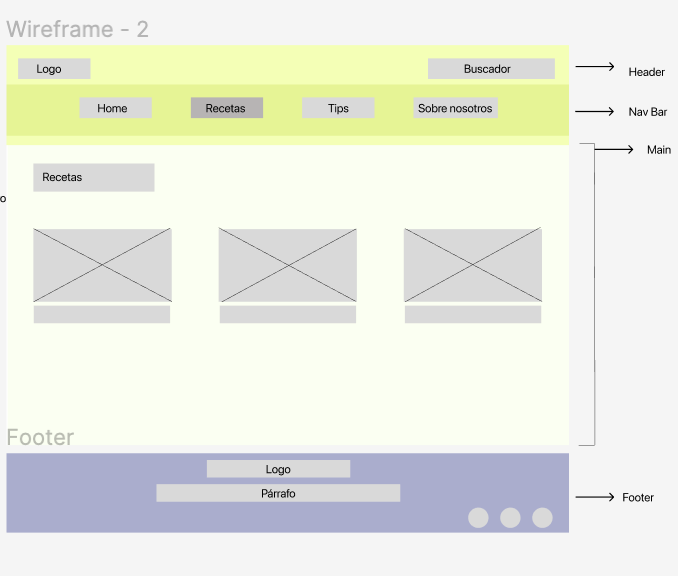 Wireframe - 2
Logo
Buscador
Header
Home
Recetas
Tips
Sobre nosotros
Nav Bar
Main
Recetas
o
Footer
Logo
Párrafo
Footer